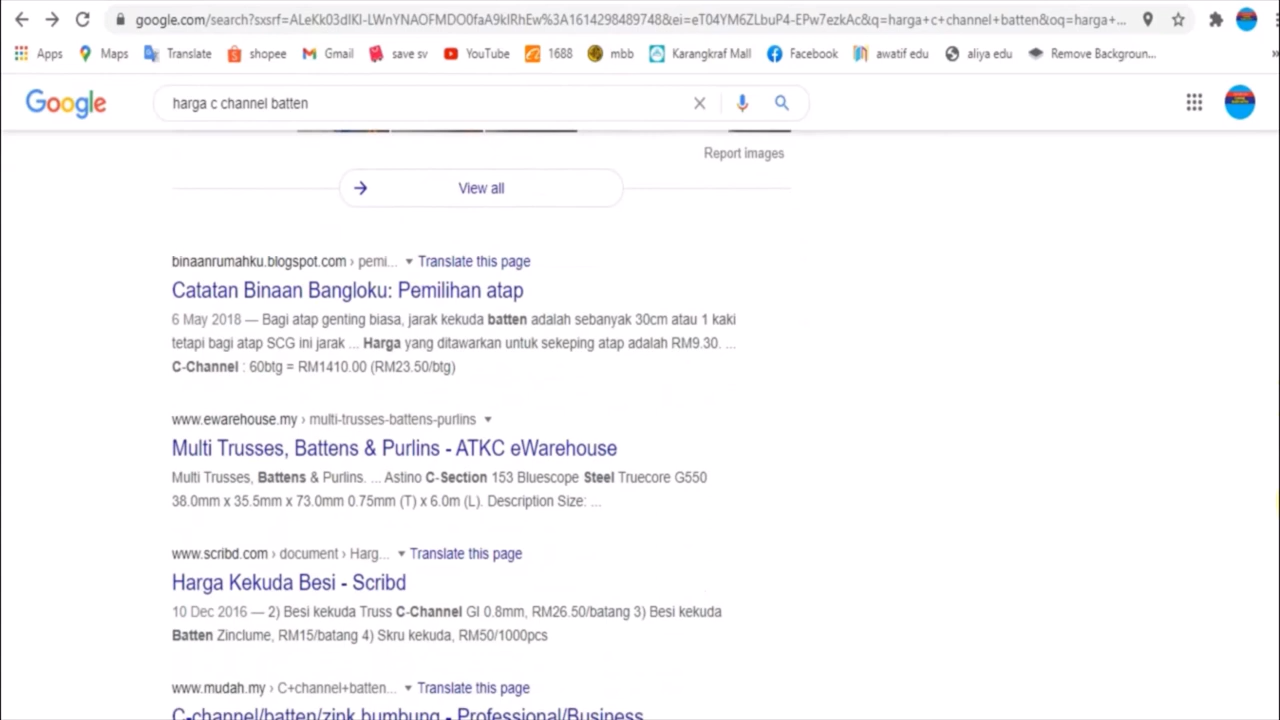 google.com/search?sxsrf=ALeKk03dIKI-LWnYNAOFMDO0faA9kIRhEw%3A1614298489748&ei=eT04YM6ZLbuP4-EPw7ezkAc&q=harga+c+channel+batten&oq=harga+...
Apps Maps Translate shopee Gmail save sv YouTube 1688 mbb Karangkraf Mall Facebook awatif edu aliya edu Remove Backgroun...
Google harga c channel batten
Report images
View all
binaanrumahku.blogspot.com › pemi... Translate this page
Catatan Binaan Bangloku: Pemilihan atap
6 May 2018 — Bagi atap genting biasa, jarak kekuda batten adalah sebanyak 30cm atau 1 kaki
tetapi bagi atap SCG ini jarak ... Harga yang ditawarkan untuk sekeping atap adalah RM9.30. ...
C-Channel : 60btg = RM1410.00 (RM23.50/btg)
www.ewarehouse.my › multi-trusses-battens-purlins
Multi Trusses, Battens & Purlins - ATKC eWarehouse
Multi Trusses, Battens & Purlins. ... Astino C-Section 153 Bluescope Steel Truecore G550
38.0mm x 35.5mm x 73.0mm 0.75mm (T) x 6.0m (L). Description Size: ...
www.scribd.com › document › Harg... Translate this page
Harga Kekuda Besi - Scribd
10 Dec 2016 — 2) Besi kekuda Truss C-Channel GI 0.8mm, RM26.50/batang 3) Besi kekuda
Batten Zinclume, RM15/batang 4) Skru kekuda, RM50/1000pcs
www.mudah.my › C+channel+batten... Translate this page
C-channel/batten/zink bumbung - Professional/Business